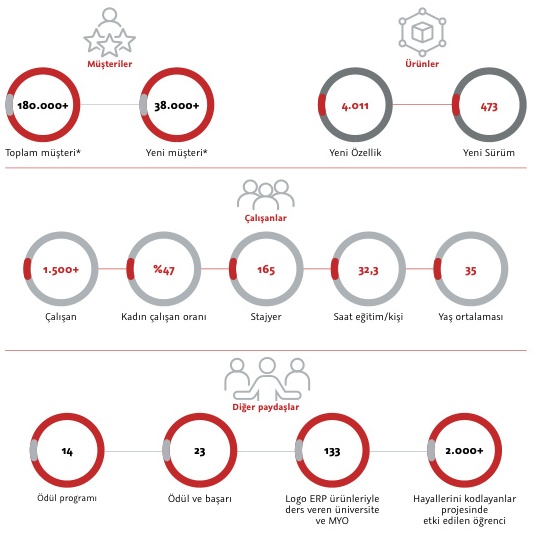 Müşteriler
180.000+
38.000+
Toplam müşteri*
Yeni müşteri*
Ürünler
4.011
473
Yeni Özellik
Yeni Sürüm
Çalışanlar
1.500+
%47
165
32,3
35
Çalışan
Kadın çalışan oranı
Stajyer
Saat eğitim/kişi
Yaş ortalaması
Diğer paydaşlar
14
23
133
2.000+
Ödül programı
Ödül ve başarı
Logo ERP ürünleriyle
ders veren üniversite
ve MYO
Hayallerini kodlayanlar
projesinde
etki edilen öğrenci